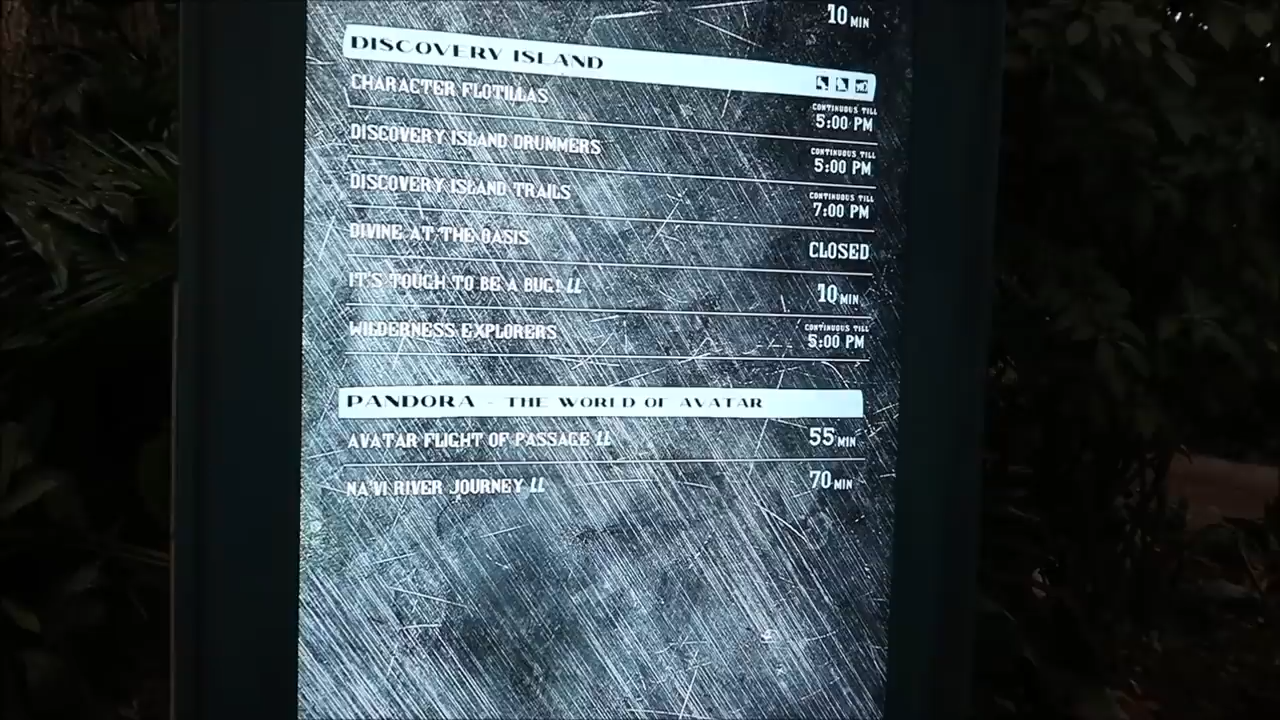 10 MIN
DISCOVERY ISLAND
CHARACTER FLOTILLAS CONTINUOUS TILL 5:00 PM
DISCOVERY ISLAND DRUMMERS CONTINUOUS TILL 5:00 PM
DISCOVERY ISLAND TRAILS CONTINUOUS TILL 7:00 PM
DIVINE AT THE OASIS CLOSED
IT'S TOUGH TO BE A BUG! LL 10 MIN
WILDERNESS EXPLORERS CONTINUOUS TILL 5:00 PM
PANDORA - THE WORLD OF AVATAR
AVATAR FLIGHT OF PASSAGE LL 55 MIN
NA'VI RIVER JOURNEY LL 70 MIN